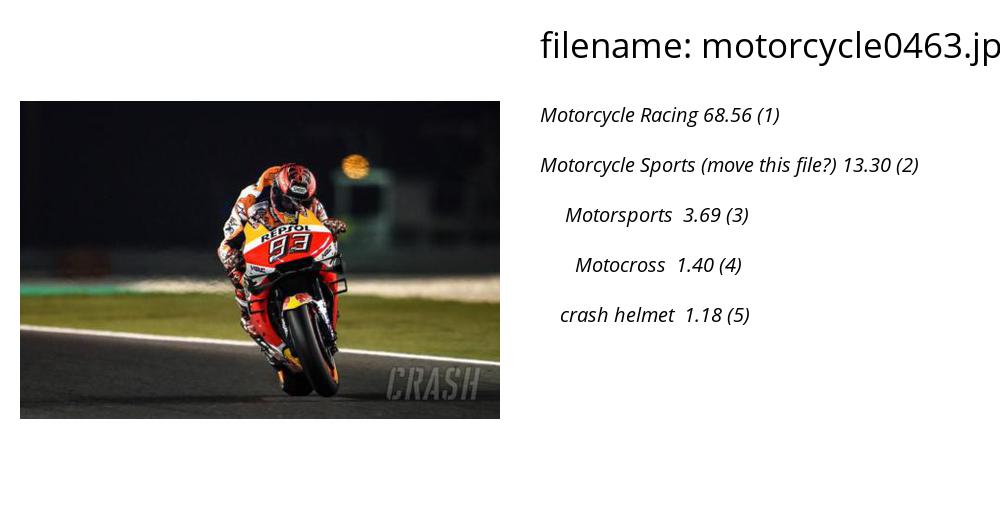 filename: motorcycle0463.jp
Motorcycle Racing 68.56 (1)
Motorcycle Sports (move this file?) 13.30 (2)
REPSOL
93
Motorsports 3.69 (3)
Motocross 1.40 (4)
crash helmet 1.18 (5)
CRASH